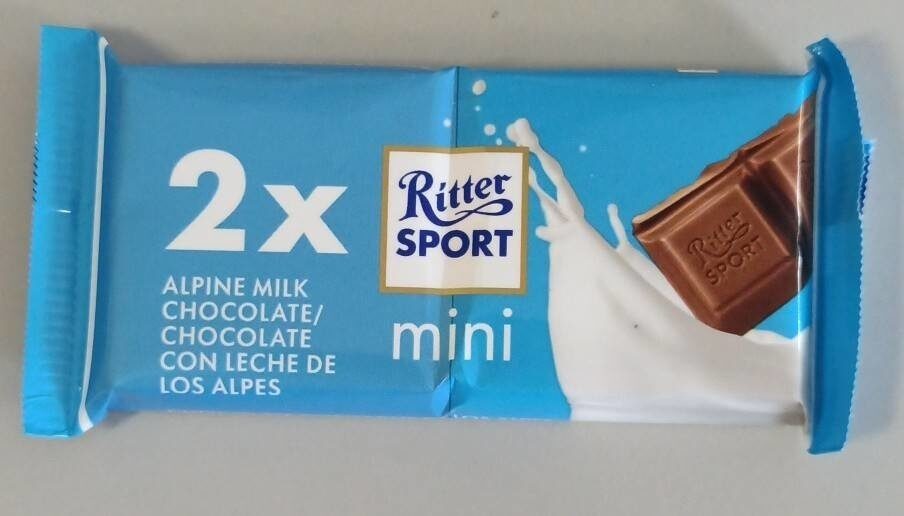 2x
ALPINE MILK
CHOCOLATE/
CHOCOLATE
CON LECHE DE
LOS ALPES
Ritter
SPORT
mini
Ritter
SPORT